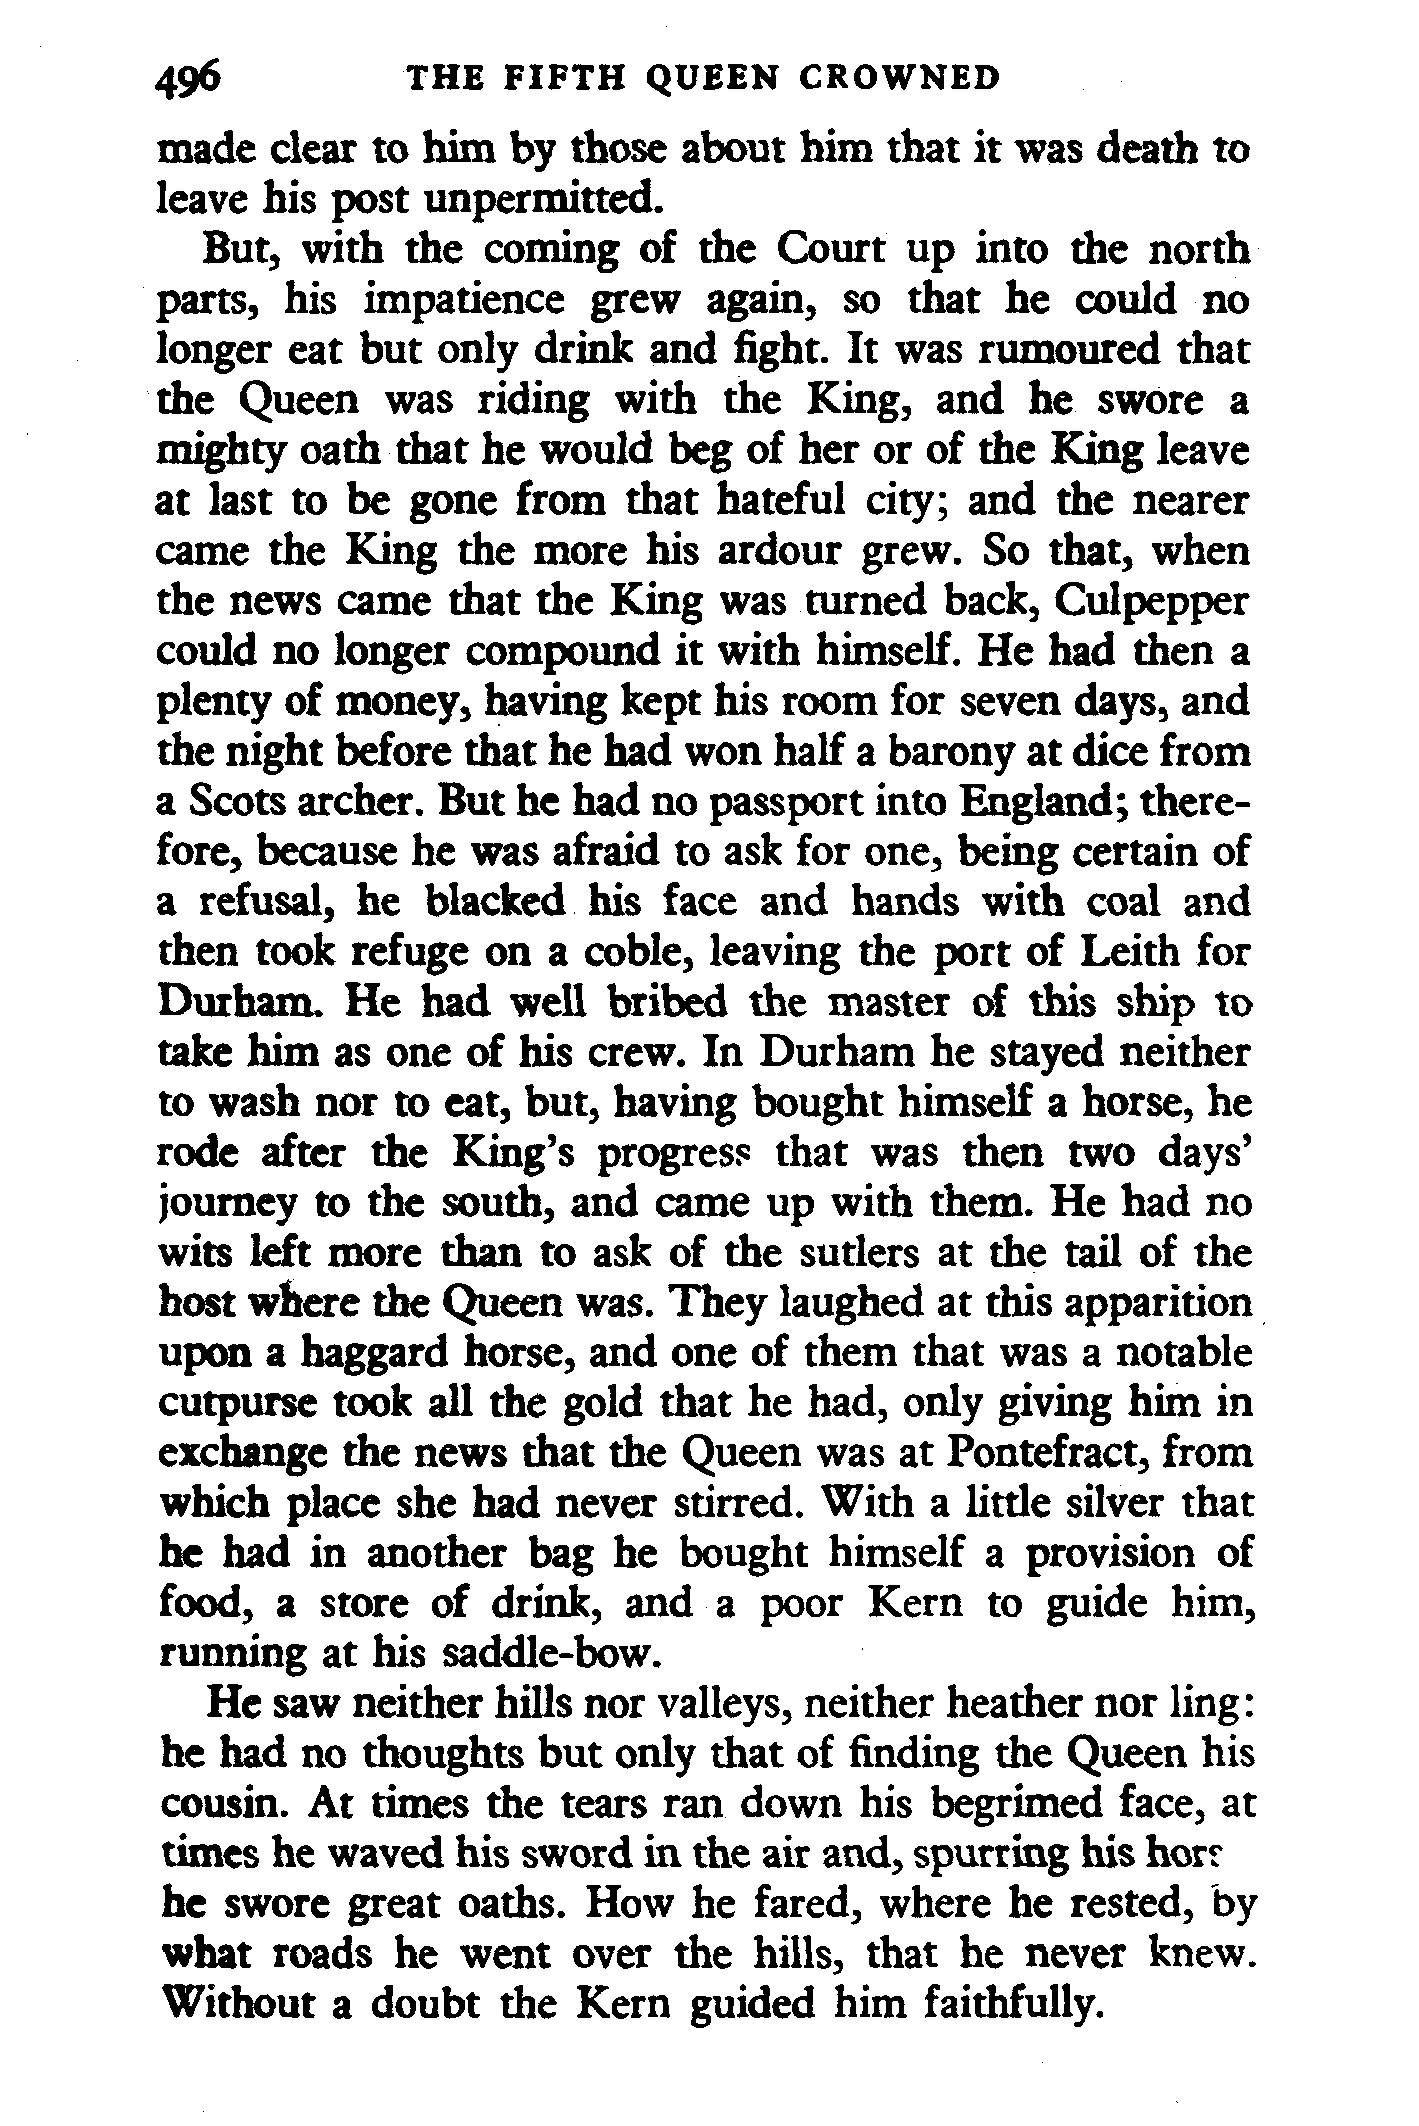 496 THE FIFTH QUEEN CROWNED
made clear to him by those about him that it was death to
leave his post unpermitted.
But, with the coming of the Court up into the north
parts, his impatience grew again, so that he could no
longer eat but only drink and fight. It was rumoured that
the Queen was riding with the King, and he swore a
mighty oath that he would beg of her or of the King leave
at last to be gone from that hateful city; and the nearer
came the King the more his ardour grew. So that, when
the news came that the King was turned back, Culpepper
could no longer compound it with himself. He had then a
plenty of money, having kept his room for seven days, and
the night before that he had won half a barony at dice from
a Scots archer. But he had no passport into England; there-
fore, because he was afraid to ask for one, being certain of
a refusal, he blacked his face and hands with coal and
then took refuge on a coble, leaving the port of Leith for
Durham. He had well bribed the master of this ship to
take him as one of his crew. In Durham he stayed neither
to wash nor to eat, but, having bought himself a horse, he
rode after the King's progress that was then two days'
journey to the south, and came up with them. He had no
wits left more than to ask of the sutlers at the tail of the
host where the Queen was. They laughed at this apparition
upon a haggard horse, and one of them that was a notable
cutpurse took all the gold that he had, only giving him in
exchange the news that the Queen was at Pontefract, from
which place she had never stirred. With a little silver that
he had in another bag he bought himself a provision of
food, a store of drink, and a poor Kern to guide him,
running at his saddle-bow.
He saw neither hills nor valleys, neither heather nor ling:
he had no thoughts but only that of finding the Queen his
cousin. At times the tears ran down his begrimed face, at
times he waved his sword in the air and, spurring his
he swore great oaths. How he fared, where he rested, by
what roads he went over the hills, that he never knew.
Without a doubt the Kern guided him faithfully.